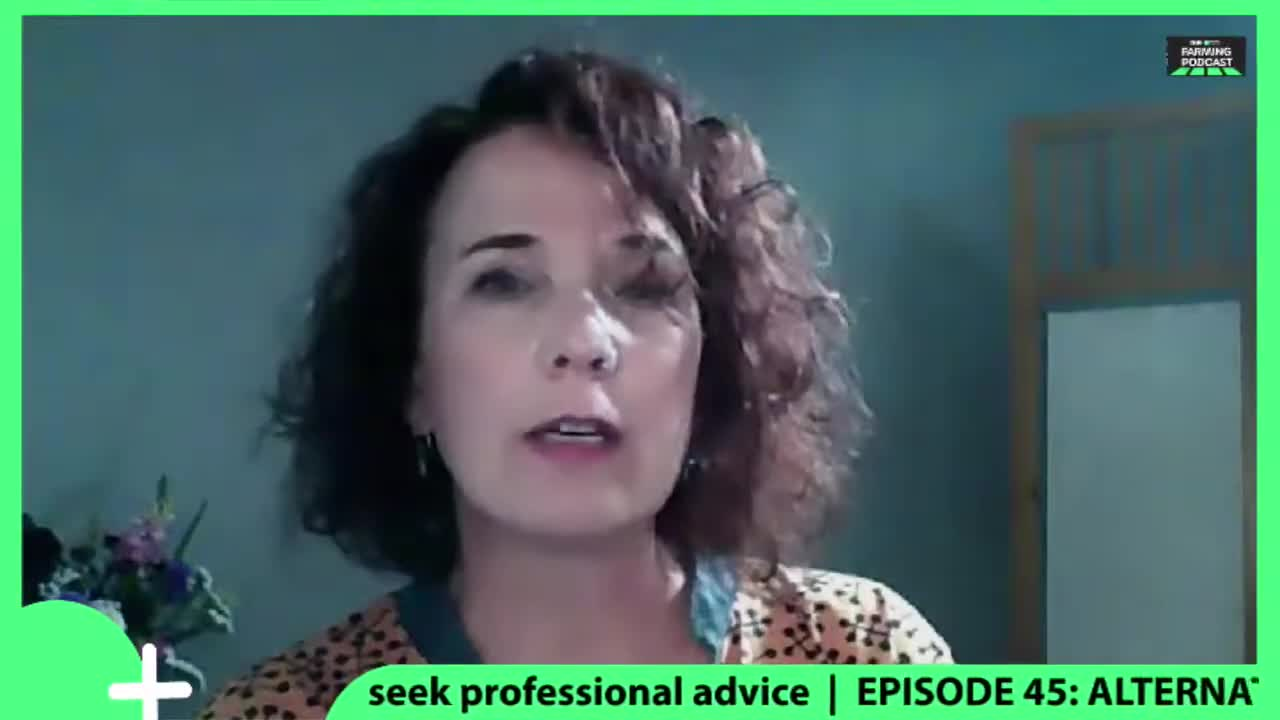 FARMING
PODCAST
seek professional advice | EPISODE 45: ALTERNA